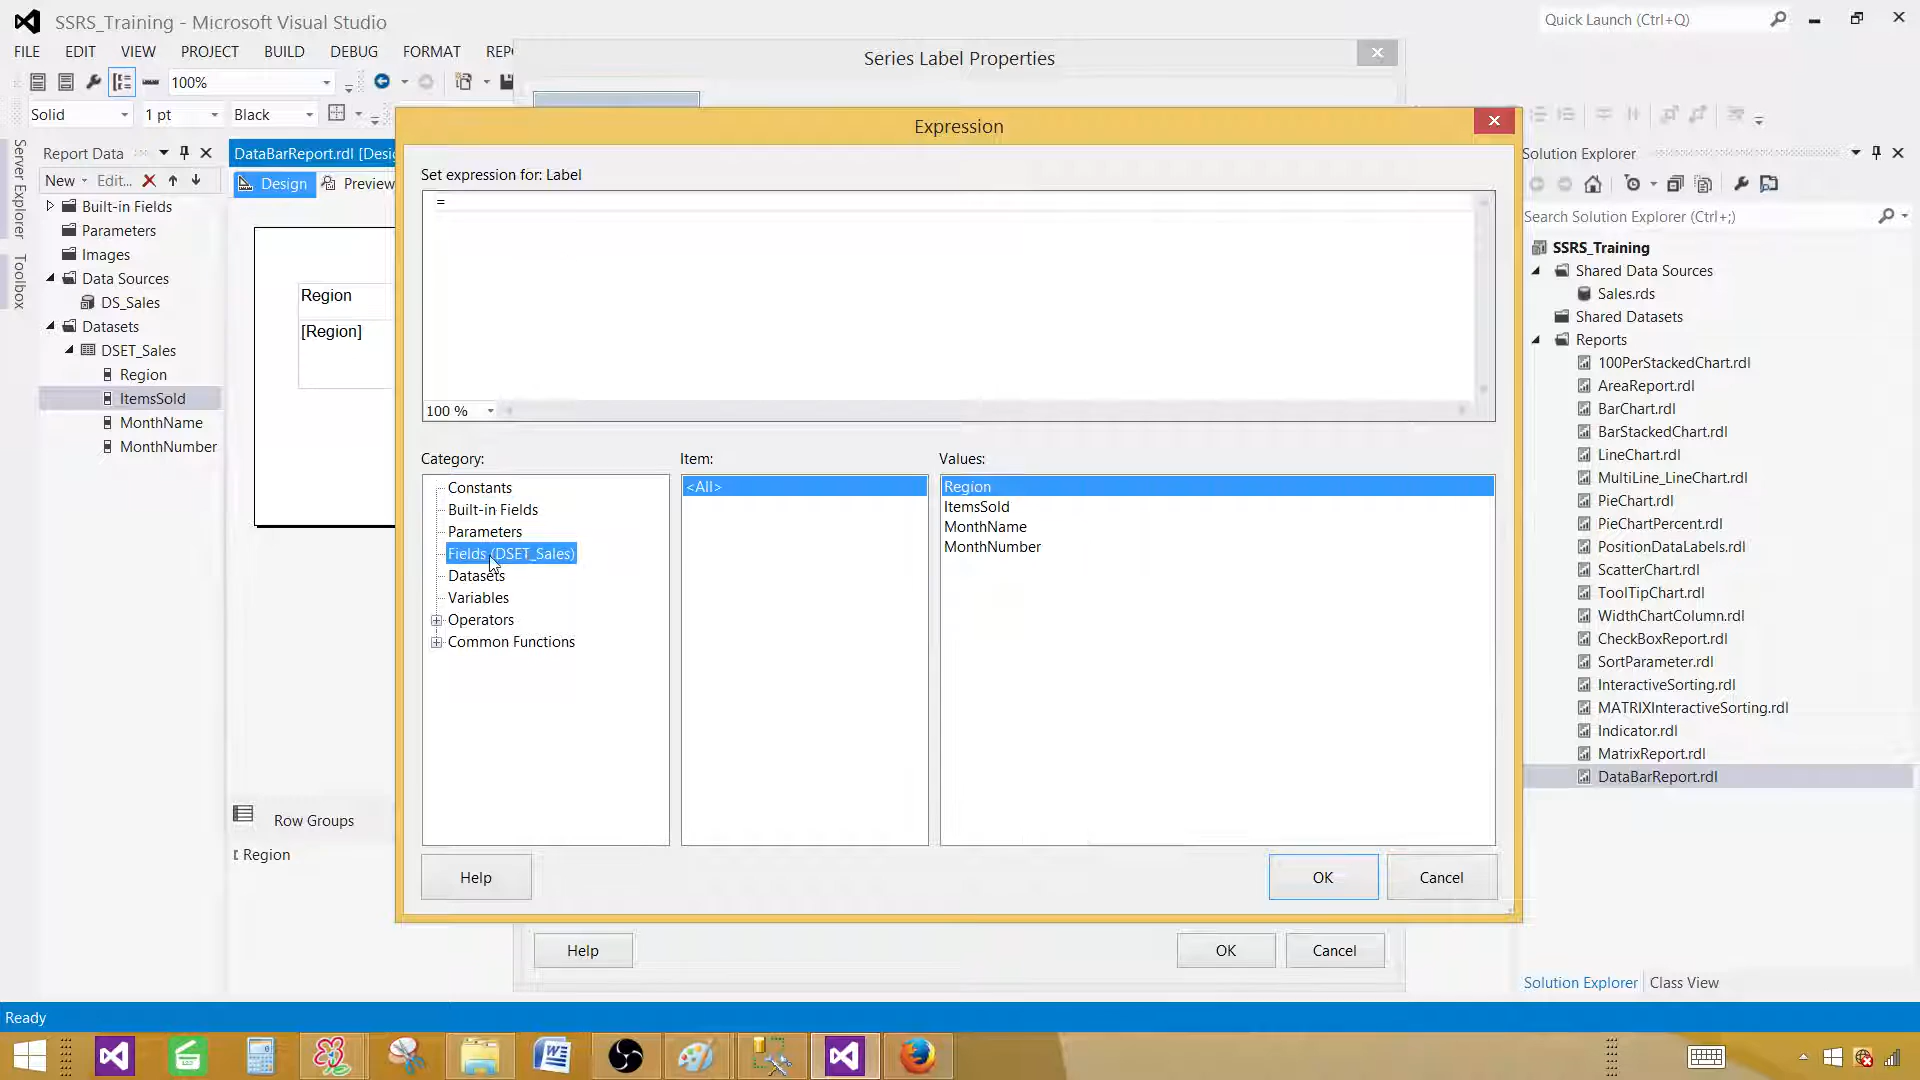 SSRS_Training - Microsoft Visual Studio
Quick Launch (Ctrl+Q)
FILE EDIT VIEW PROJECT BUILD DEBUG FORMAT
Series Label Properties
100%
Solid 1 pt Black
Expression
Server Explorer
Toolbox
Report Data
New Edit...
Built-in Fields
Parameters
Images
Data Sources
DS_Sales
Datasets
DSET_Sales
Region
ItemsSold
MonthName
MonthNumber
DataBarReport.rdl
Design Preview
Region
[Region]
Row Groups
Region
Set expression for: Label
=
100 %
Category:
Constants
Built-in Fields
Parameters
Fields (DSET_Sales)
Datasets
Variables
Operators
Common Functions
Item:
<All>
Values:
Region
ItemsSold
MonthName
MonthNumber
Help OK Cancel
Help OK Cancel
Solution Explorer
Search Solution Explorer (Ctrl+;)
SSRS_Training
Shared Data Sources
Sales.rds
Shared Datasets
Reports
100PerStackedChart.rdl
AreaReport.rdl
BarChart.rdl
BarStackedChart.rdl
LineChart.rdl
MultiLine_LineChart.rdl
PieChart.rdl
PieChartPercent.rdl
PositionDataLabels.rdl
ScatterChart.rdl
ToolTipChart.rdl
WidthChartColumn.rdl
CheckBoxReport.rdl
SortParameter.rdl
InteractiveSorting.rdl
MATRIXInteractiveSorting.rdl
Indicator.rdl
MatrixReport.rdl
DataBarReport.rdl
Solution Explorer Class View
Ready